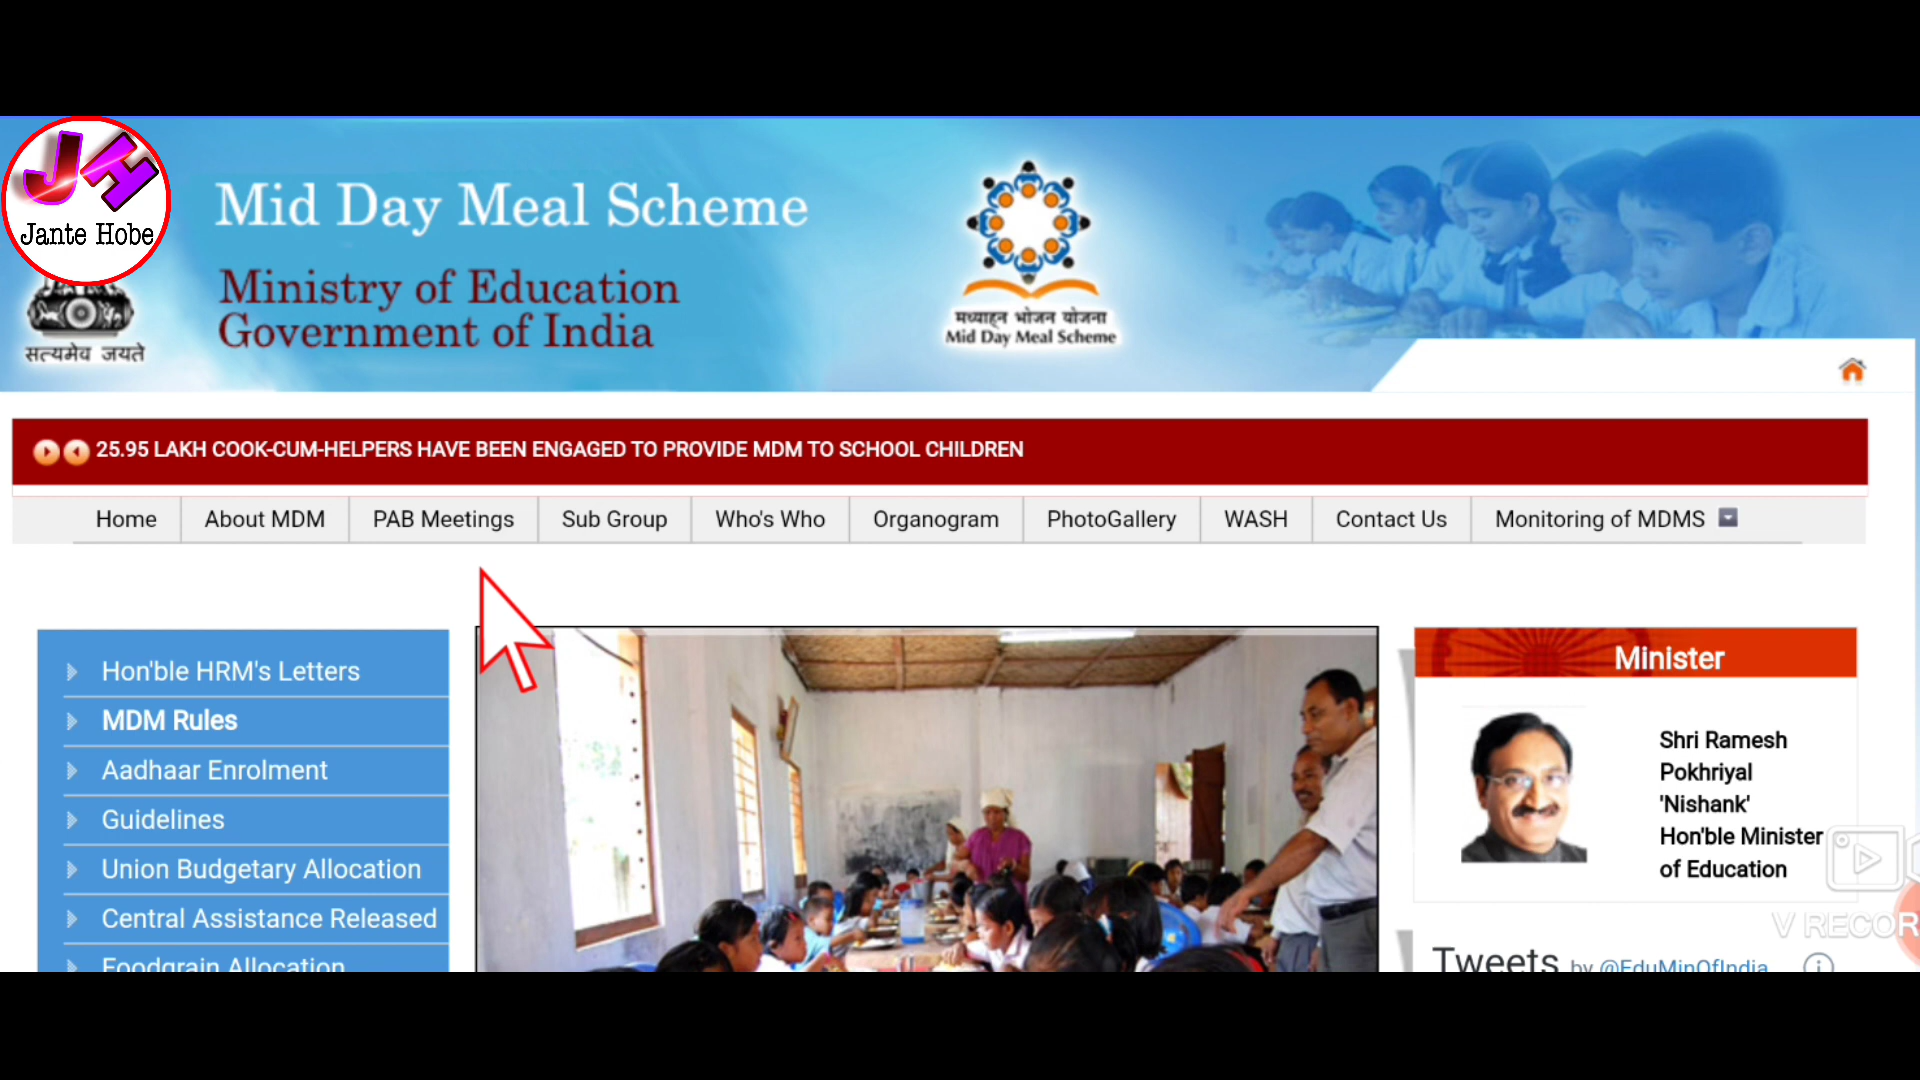 JH
Jante Hobe
Mid Day Meal Scheme
Ministry of Education
Government of India
सत्यमेव जयते
मध्याह्न भोजन योजना
Mid Day Meal Scheme
25.95 LAKH COOK-CUM-HELPERS HAVE BEEN ENGAGED TO PROVIDE MDM TO SCHOOL CHILDREN
Home About MDM PAB Meetings Sub Group Who's Who Organogram PhotoGallery WASH Contact Us Monitoring of MDMS
Hon'ble HRM's Letters
MDM Rules
Aadhaar Enrolment
Guidelines
Union Budgetary Allocation
Central Assistance Released
Foodgrain Allocation
Minister
Shri Ramesh
Pokhriyal
'Nishank'
Hon'ble Minister
of Education
V RECOR
Tweets by @EduMinOfIndia